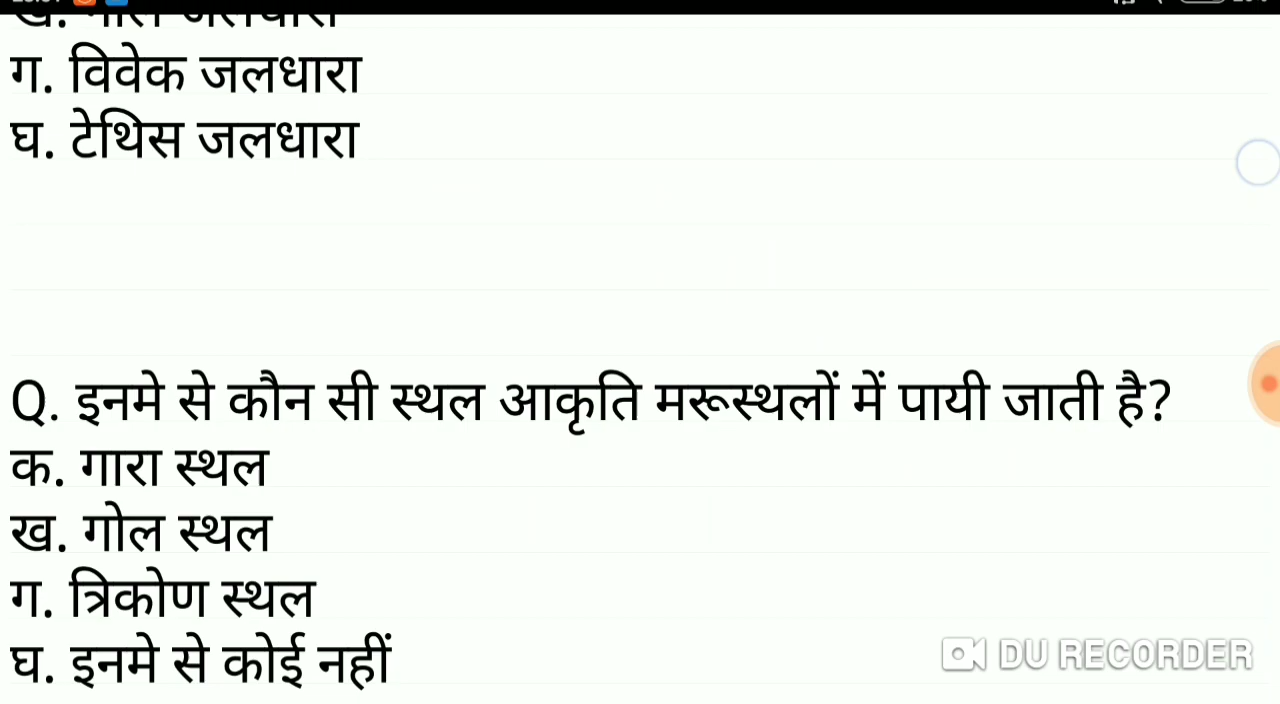 ग. विवेक जलधारा
घ. टेथिस जलधारा
Q. इनमे से कौन सी स्थल आकृति मरूस्थलों में पायी जाती है?
क. गारा स्थल
ख. गोल स्थल
ग. त्रिकोण स्थल
घ. इनमे से कोई नहीं
DU RECORDER